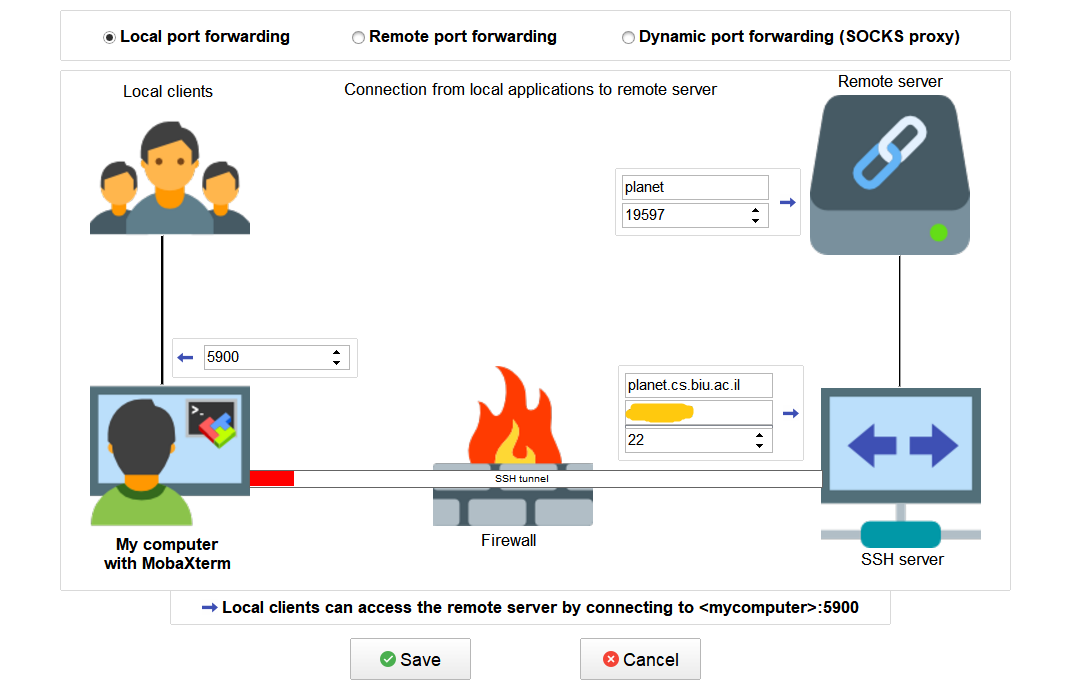 Local port forwarding
Remote port forwarding
Dynamic port forwarding (SOCKS proxy)
Local clients
Connection from local applications to remote server
Remote server
planet
19597
5900
planet.cs.biu.ac.il
22
>-
SSH tunnel
My computer
with MobaXterm
Firewall
SSH server
Local clients can access the remote server by connecting to <mycomputer>:5900
Save
Cancel